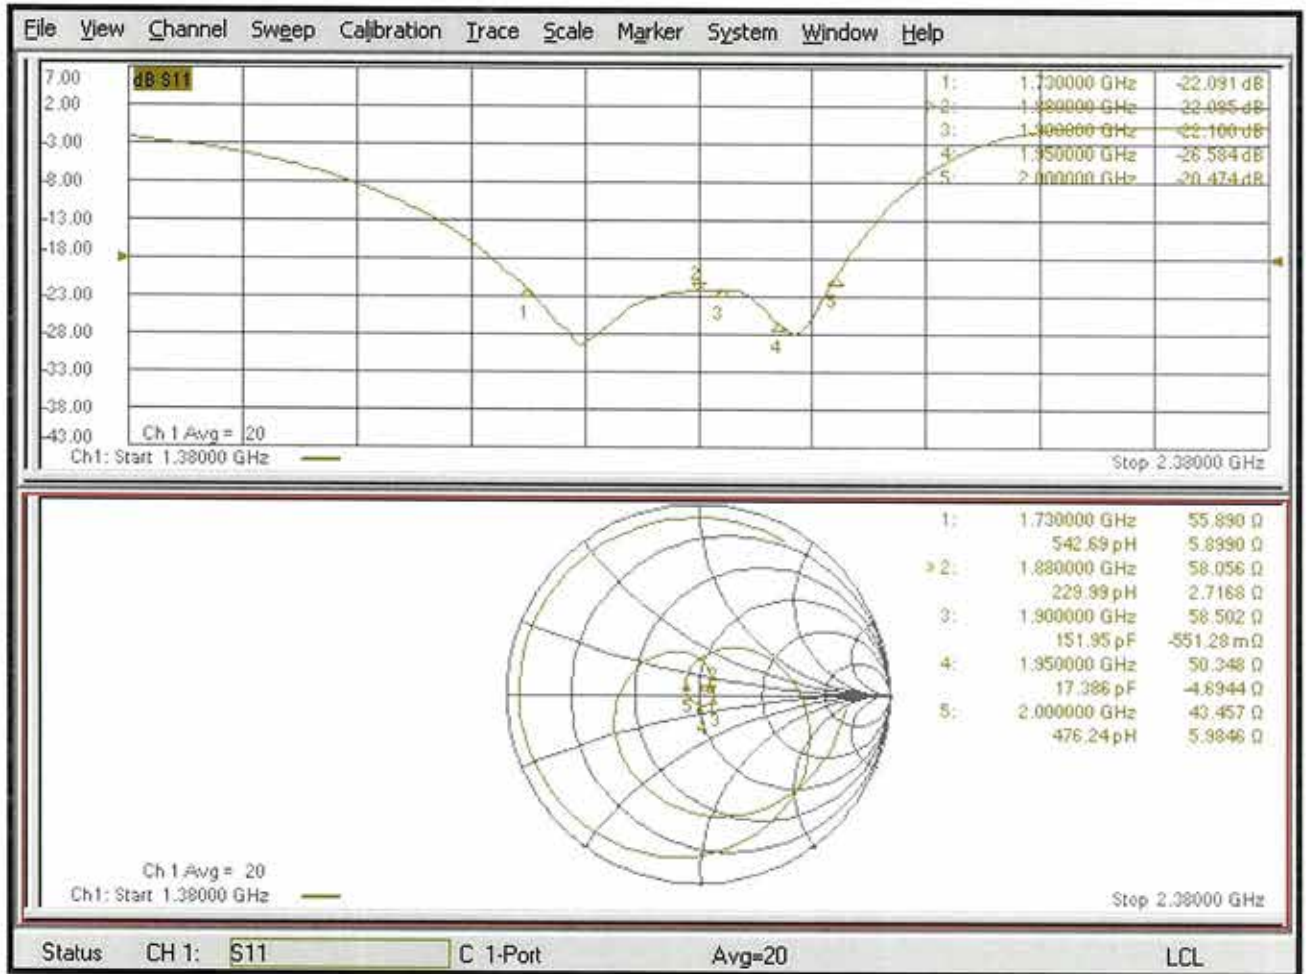 File View Channel Sweep Calibration Trace Scale Marker System Window Help
7.00
2.00
-3.00
-8.00
-13.00
-18.00
-23.00
-28.00
-33.00
-38.00
-43.00
dB S11
1: 1.730000 GHz -22.091 dB
> 2: 1.880000 GHz -22.095 dB
3: 1.900000 GHz -22.100 dB
4: 1.950000 GHz -26.584 dB
5: 2.000000 GHz -20.474 dB
1
2
3
4
5
Ch 1 Avg = 20
Ch1: Start 1.38000 GHz
Stop 2.38000 GHz
1: 1.730000 GHz 55.890 Ω
542.69 pH 5.8990 Ω
> 2: 1.880000 GHz 58.056 Ω
229.99 pH 2.7168 Ω
3: 1.900000 GHz 58.502 Ω
151.95 pF -551.28 mΩ
4: 1.950000 GHz 50.348 Ω
17.386 pF -4.6944 Ω
5: 2.000000 GHz 43.457 Ω
476.24 pH 5.9846 Ω
5
4
3
Ch 1 Avg = 20
Ch1: Start 1.38000 GHz
Stop 2.38000 GHz
Status CH 1: S11 C 1-Port Avg=20 LCL